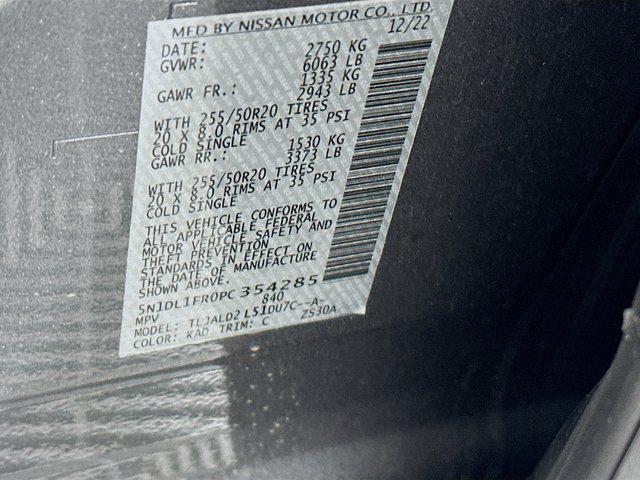 MFD BY NISSAN MOTOR CO., LTD.
DATE: 12/22
GVWR: 2750 KG
6063 LB
GAWR FR.: 1335 KG
2943 LB
WITH 255/50R20 TIRES
20 X 8.0 RIMS AT 35 PSI
COLD SINGLE
GAWR RR.: 1530 KG
3373 LB
WITH 255/50R20 TIRES
20 X 8.0 RIMS AT 35 PSI
COLD SINGLE
THIS VEHICLE CONFORMS TO
ALL APPLICABLE FEDERAL
MOTOR VEHICLE SAFETY AND
THEFT PREVENTION
STANDARDS IN EFFECT ON
THE DATE OF MANUFACTURE
SHOWN ABOVE.
5N1DL1FR0PC354285
MPV 840
MODEL: TLJALD2 L51DU7C--A-
COLOR: KAD TRIM: C ZS30A